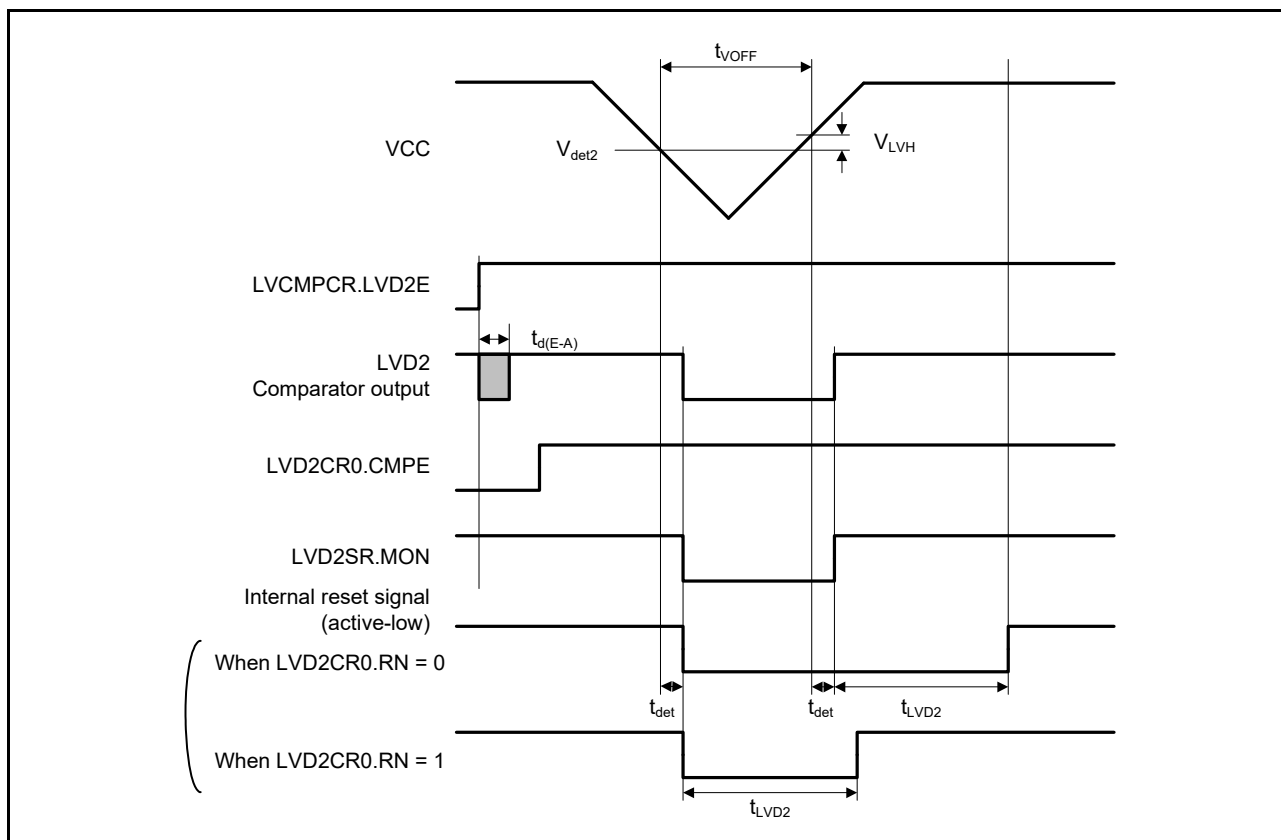 tVOFF
VCC
Vdet2
VLVH
LVCMPCR.LVD2E
td(E-A)
LVD2
Comparator output
LVD2CR0.CMPE
LVD2SR.MON
Internal reset signal
(active-low)
When LVD2CR0.RN = 0
tdet
tdet
tLVD2
When LVD2CR0.RN = 1
tLVD2